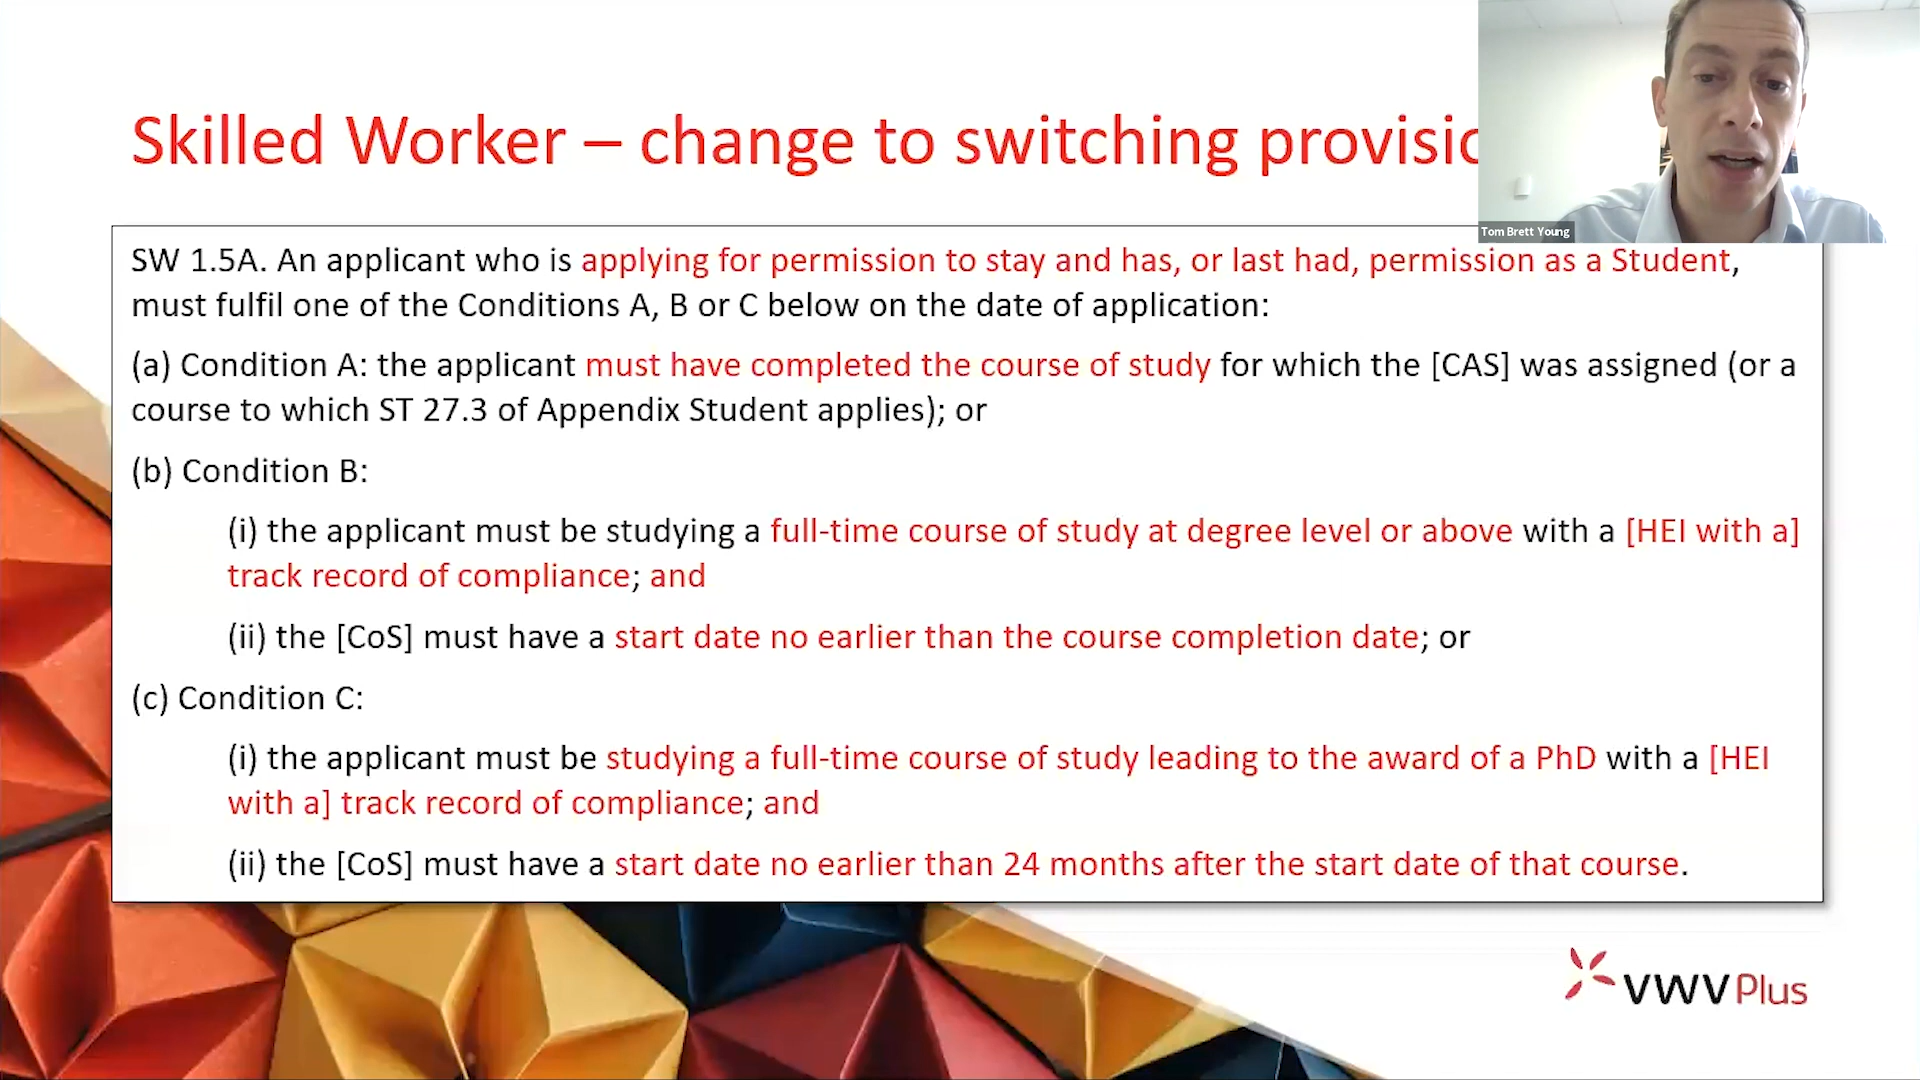 Skilled Worker – change to switching
Tom Brett Young
SW 1.5A. An applicant who is applying for permission to stay and has, or last had, permission as a Student,
must fulfil one of the Conditions A, B or C below on the date of application:
(a) Condition A: the applicant must have completed the course of study for which the [CAS] was assigned (or a
course to which ST 27.3 of Appendix Student applies); or
(b) Condition B:
(i) the applicant must be studying a full-time course of study at degree level or above with a [HEI with a]
track record of compliance; and
(ii) the [CoS] must have a start date no earlier than the course completion date; or
(c) Condition C:
(i) the applicant must be studying a full-time course of study leading to the award of a PhD with a [HEI
with a] track record of compliance; and
(ii) the [CoS] must have a start date no earlier than 24 months after the start date of that course.
VWV Plus